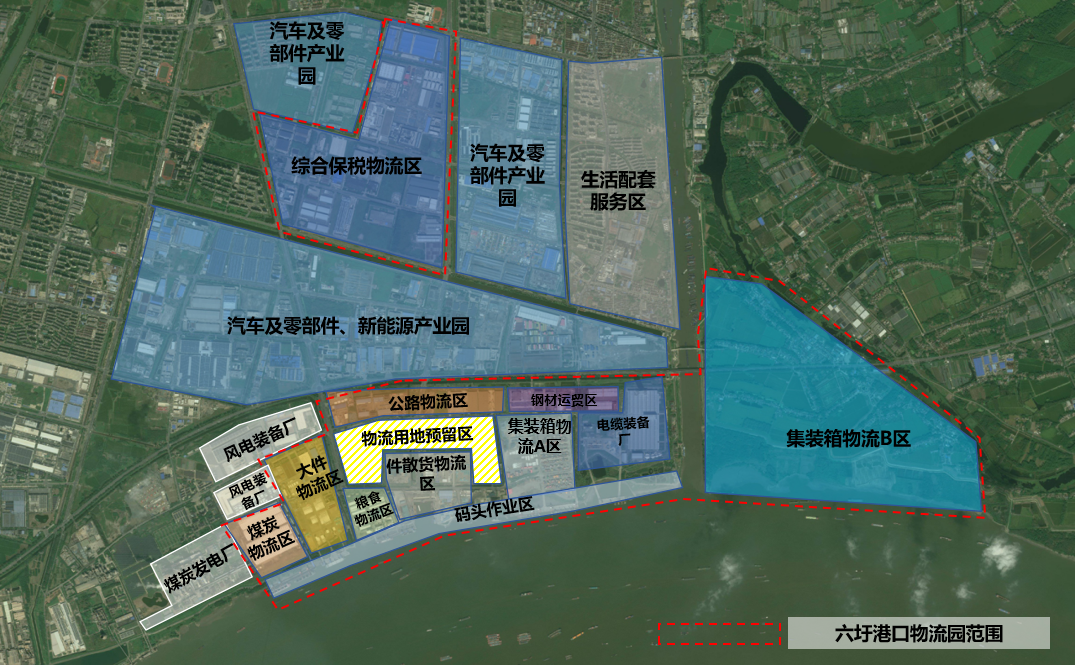 汽车及零
部件产业
园
综合保税物流区
汽车及零
部件产业
园
生活配套
服务区
汽车及零部件、新能源产业园
公路物流区
钢材运贸区
风电装备厂
物流用地预留区
集装箱物
流A区
电缆装备
厂
集装箱物流B区
大件
物流区
件散货物流
区
风电装
备厂
粮食
物流区
码头作业区
煤炭
物流区
煤炭发电厂
六圩港口物流园范围